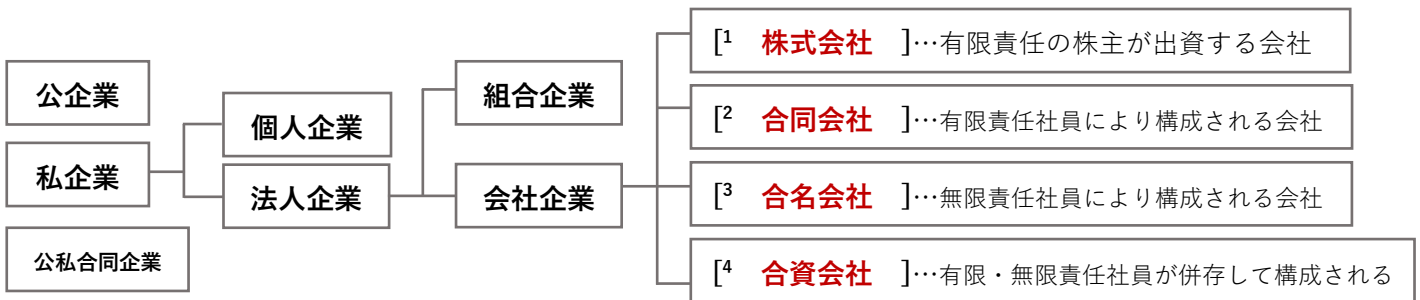 公企業
私企業
公私合同企業
個人企業
法人企業
組合企業
会社企業
[¹ 株式会社 ]…有限責任の株主が出資する会社
[² 合同会社 ]…有限責任社員により構成される会社
[³ 合名会社 ]…無限責任社員により構成される会社
[⁴ 合資会社 ]…有限・無限責任社員が併存して構成される